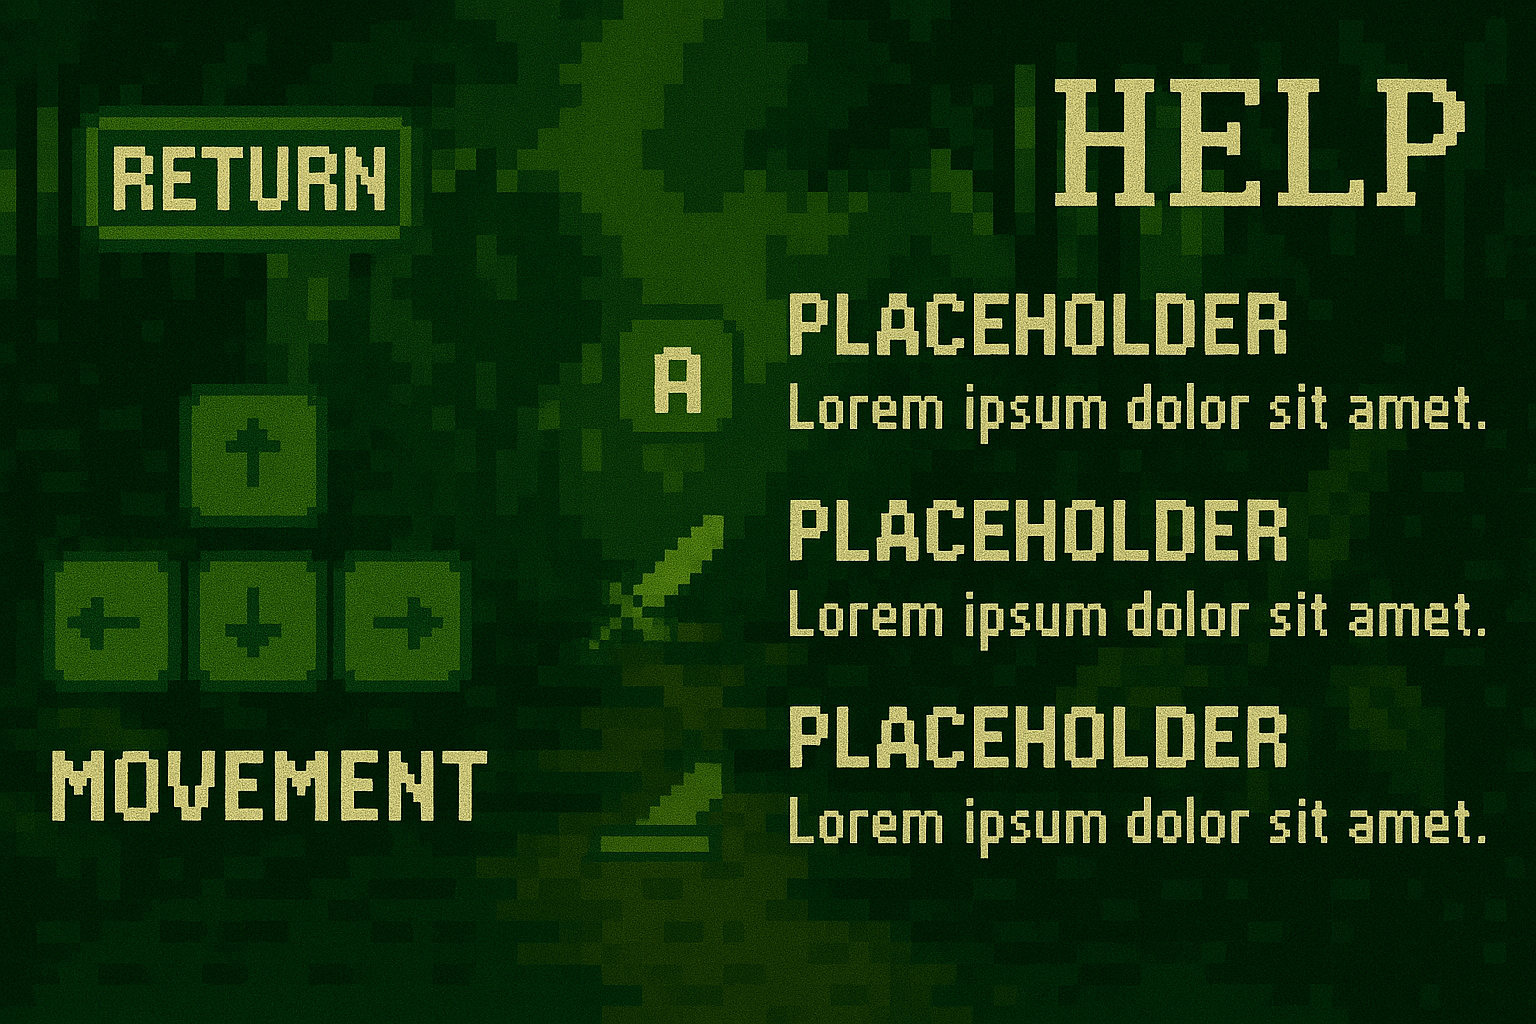 RETURN
HELP
A
PLACEHOLDER
Lorem ipsum dolor sit amet.
PLACEHOLDER
Lorem ipsum dolor sit amet.
PLACEHOLDER
Lorem ipsum dolor sit amet.
MOVEMENT